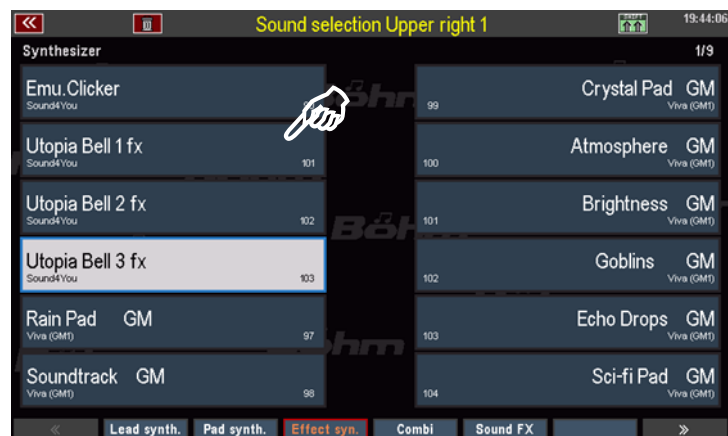 Sound selection Upper right 1
SHIFT
19:44:06
Synthesizer
1/9
Emu.Clicker
Sound4You
Crystal Pad GM
99
Viva (GM1)
Utopia Bell 1 fx
Sound4You
101
Atmosphere GM
100
Viva (GM1)
Utopia Bell 2 fx
Sound4You
102
Brightness GM
101
Viva (GM1)
Utopia Bell 3 fx
Sound4You
103
Goblins GM
102
Viva (GM1)
Rain Pad GM
Viva (GM1)
97
Echo Drops GM
103
Viva (GM1)
Soundtrack GM
Viva (GM1)
98
Sci-fi Pad GM
104
Viva (GM1)
Böhm
« Lead synth. Pad synth. Effect syn. Combi Sound FX »